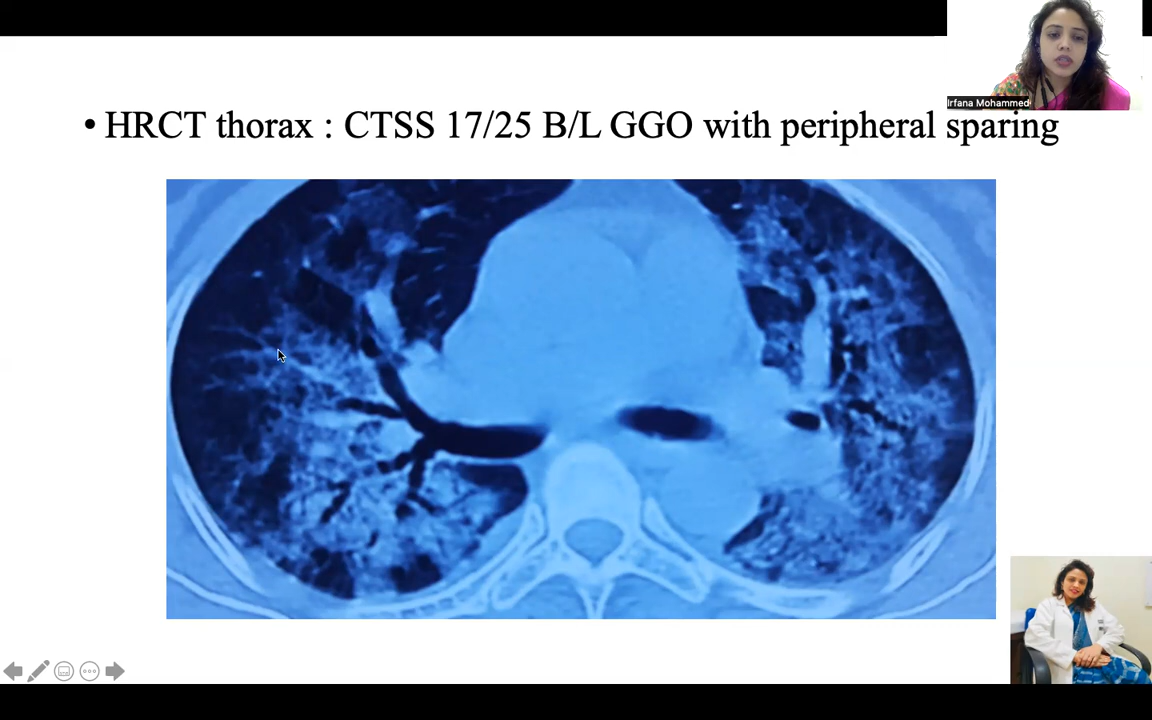 Irfana Mohammed
• HRCT thorax : CTSS 17/25 B/L GGO with peripheral sparing